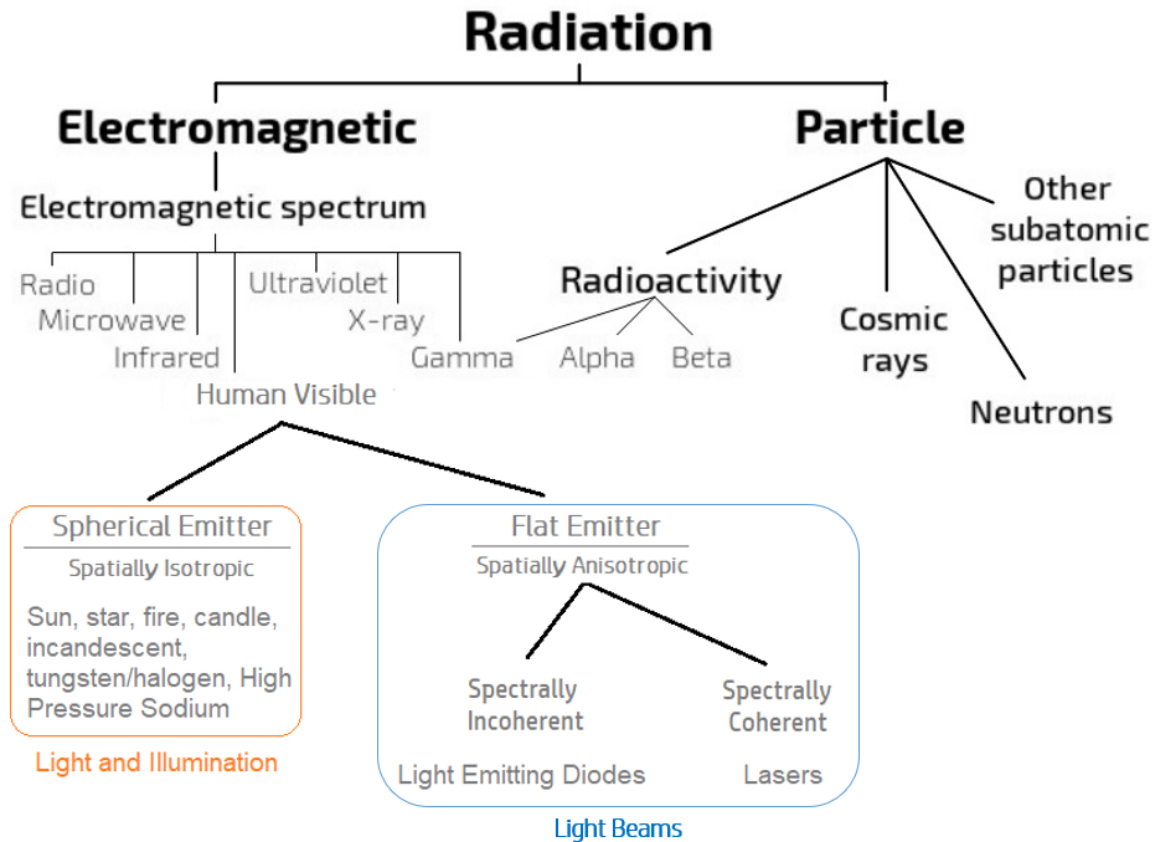 Radiation
Electromagnetic
Particle
Electromagnetic spectrum
Other
subatomic
particles
Radio
Ultraviolet
Radioactivity
Microwave
X-ray
Cosmic
rays
Infrared
Gamma
Alpha
Beta
Human Visible
Neutrons
Spherical Emitter
Spatially Isotropic
Sun, star, fire, candle,
incandescent,
tungsten/halogen, High
Pressure Sodium
Light and Illumination
Flat Emitter
Spatially Anisotropic
Spectrally
Incoherent
Spectrally
Coherent
Light Emitting Diodes
Lasers
Light Beams